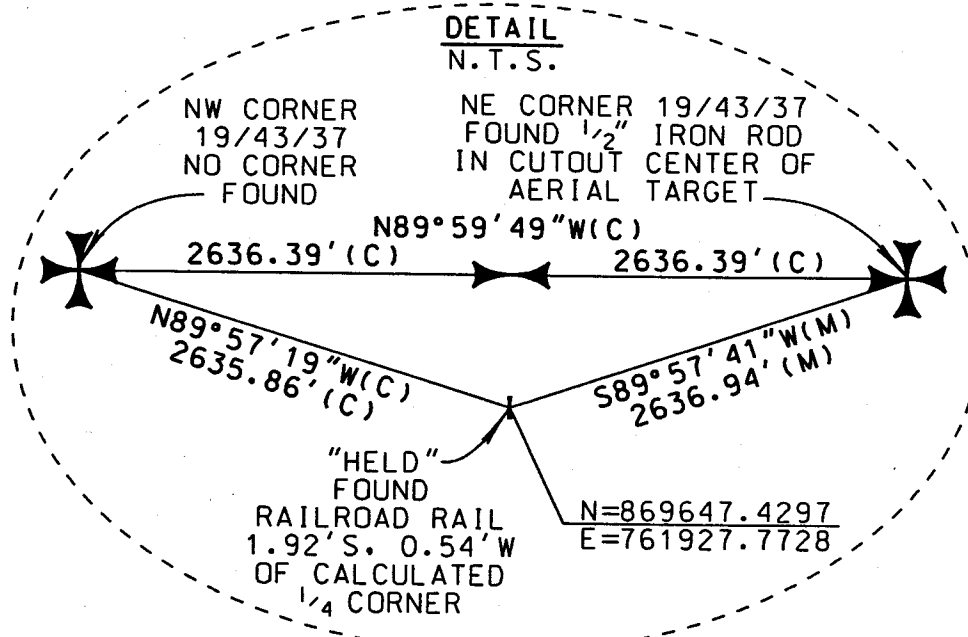 DETAIL
N.T.S.
NW CORNER
19/43/37
NO CORNER
FOUND
NE CORNER 19/43/37
FOUND 1/2" IRON ROD
IN CUTOUT CENTER OF
AERIAL TARGET
N89°59'49"W(C)
2636.39'(C)
2636.39'(C)
N89°57'19"W(C)
2635.86'(C)
S89°57'41"W(M)
2636.94'(M)
"HELD"
FOUND
RAILROAD RAIL
1.92'S. 0.54'W
OF CALCULATED
1/4 CORNER
N=869647.4297
E=761927.7728